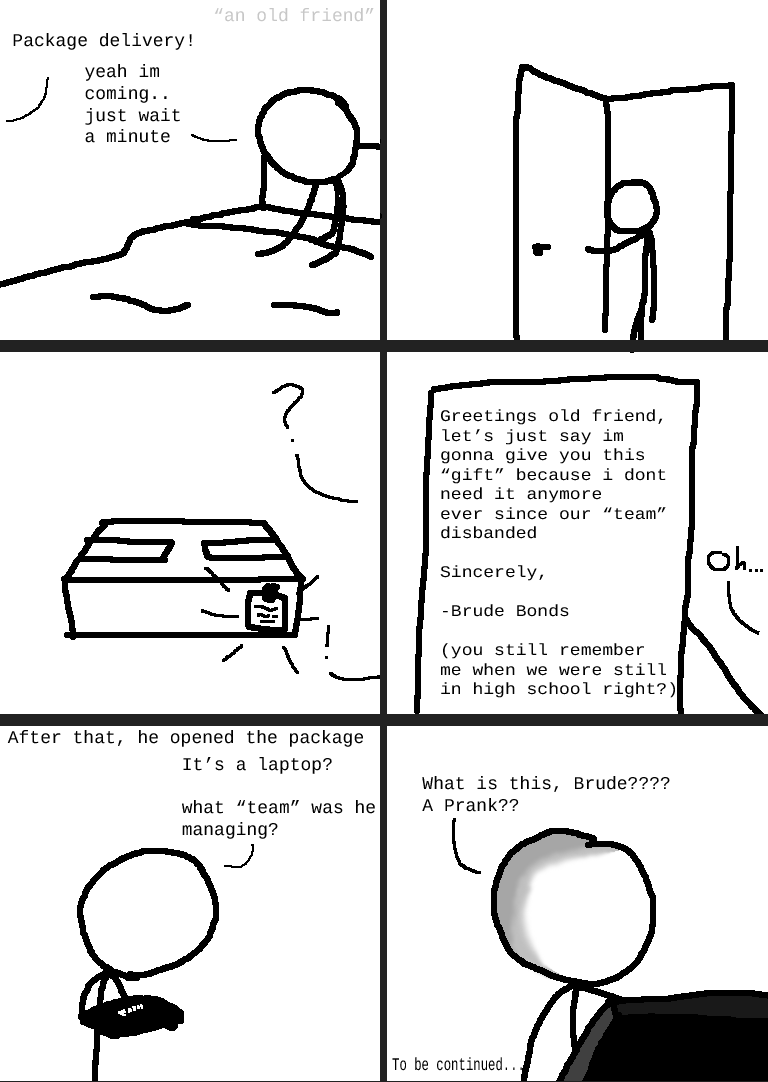 “an old friend”
Package delivery!
yeah im
coming..
just wait
a minute
?
Greetings old friend,
let’s just say im
gonna give you this
“gift” because i dont
need it anymore
ever since our “team”
disbanded
Sincerely,
-Brude Bonds
(you still remember
me when we were still
in high school right?)
Oh...
After that, he opened the package
It’s a laptop?
what “team” was he
managing?
What is this, Brude????
A Prank??
To be continued...